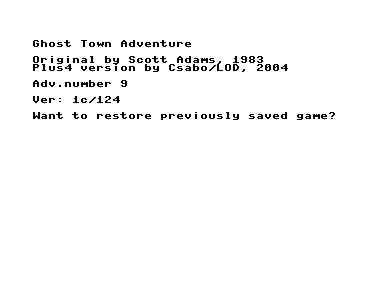 Ghost Town Adventure
Original by Scott Adams, 1983
Plus4 version by Csabo/LOD, 2004
Adv.number 9
Ver: 1c/124
Want to restore previously saved game?